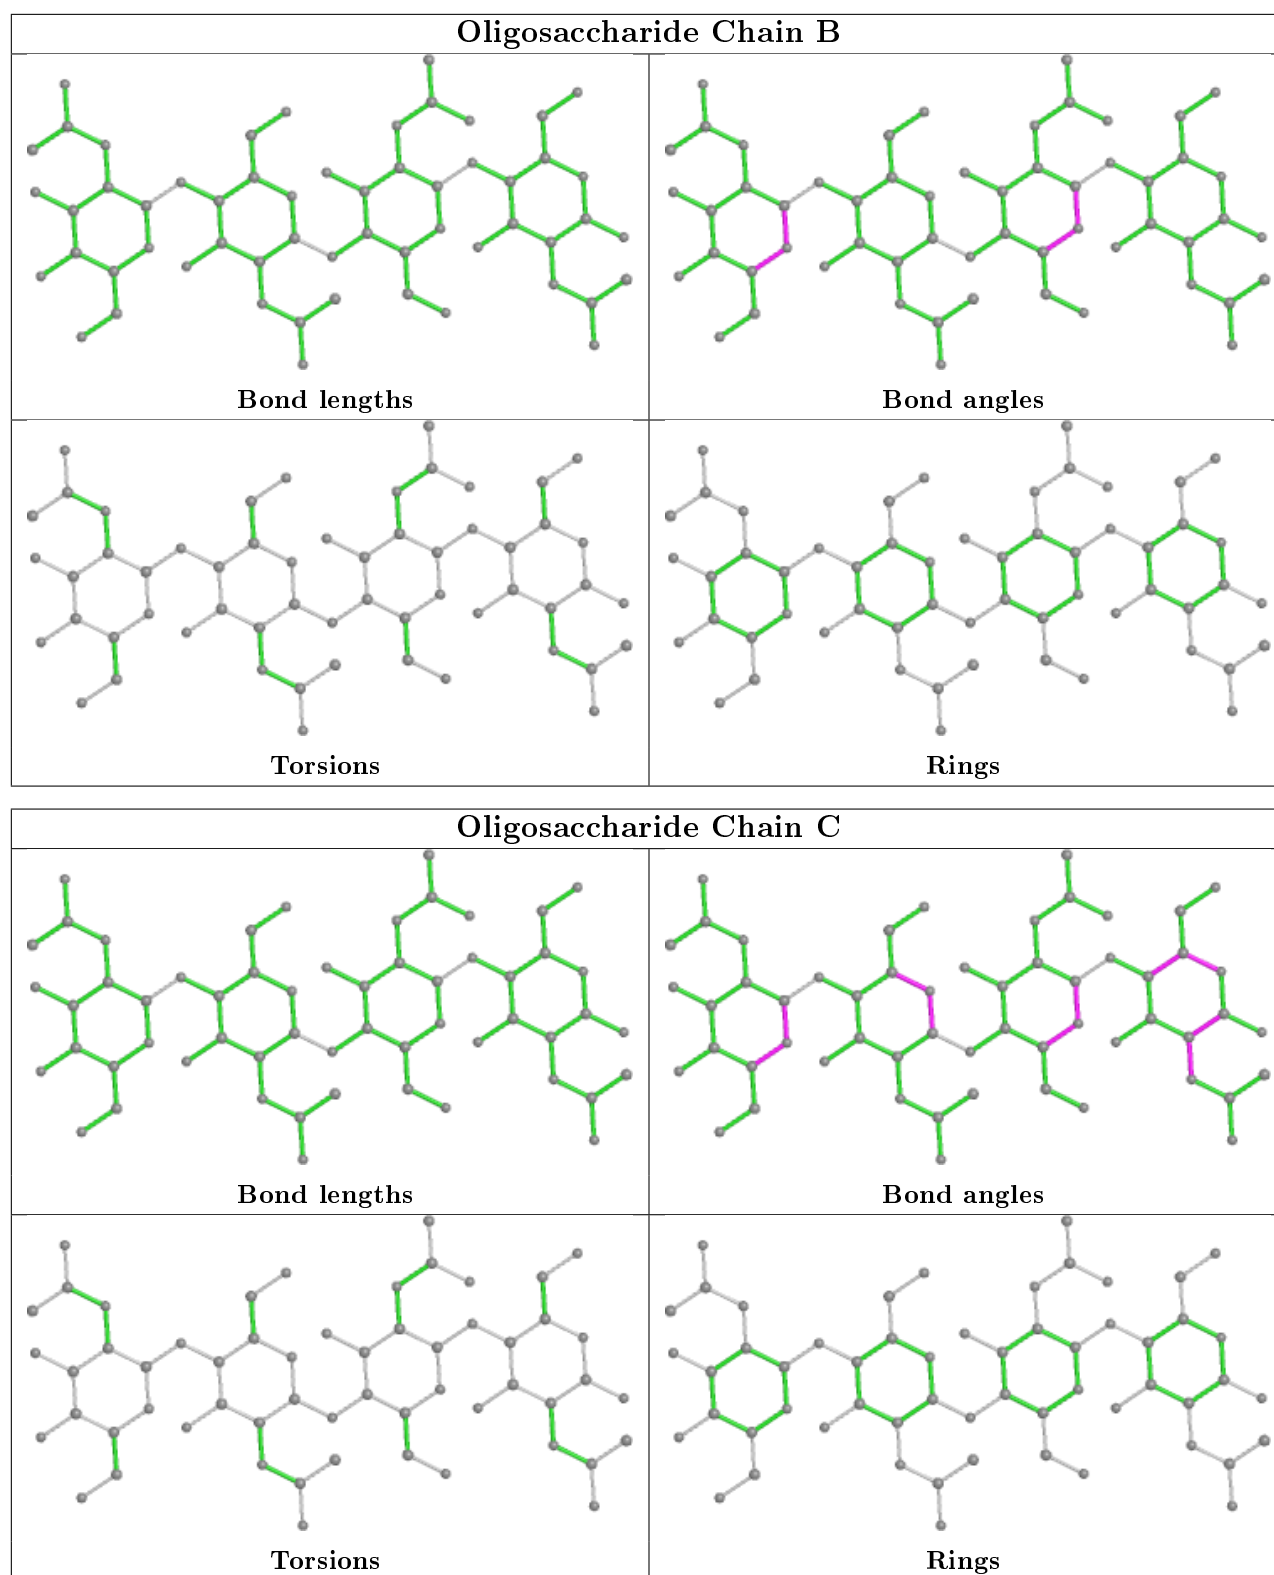 Oligosaccharide Chain B
Bond lengths
Bond angles
Torsions
Rings
Oligosaccharide Chain C
Bond lengths
Bond angles
Torsions
Rings